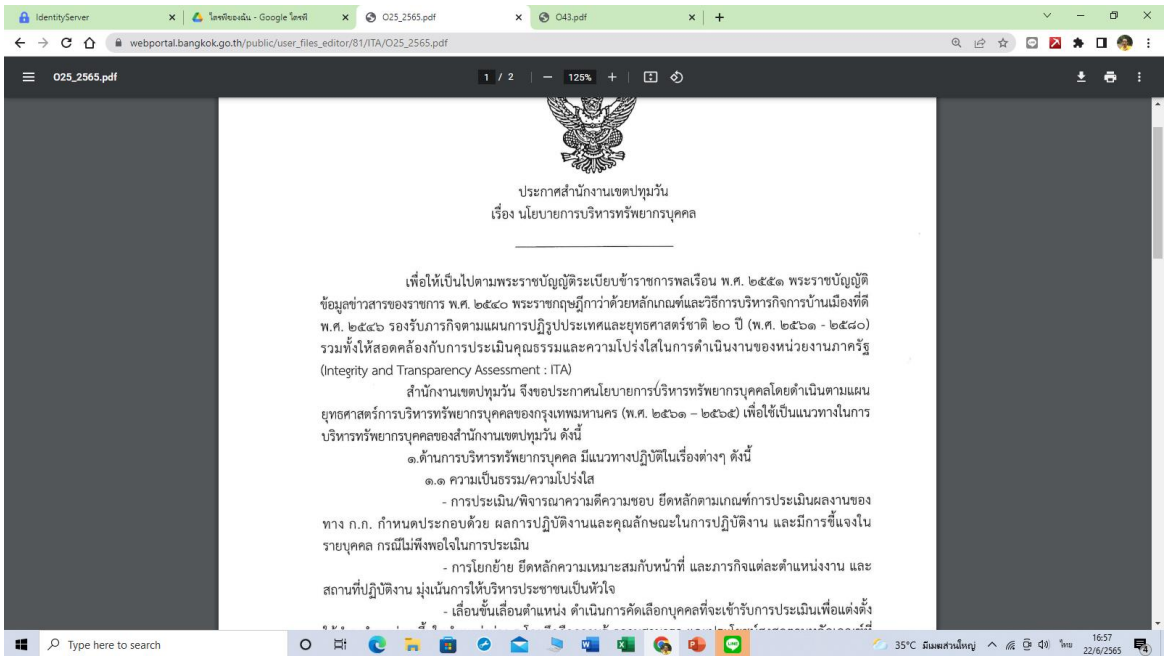 IdentityServer
ไดรฟ์ของฉัน - Google ไดรฟ์
O25_2565.pdf
O43.pdf
webportal.bangkok.go.th/public/user_files_editor/81/ITA/O25_2565.pdf
O25_2565.pdf
1 / 2
125%
ประกาศสำนักงานเขตปทุมวัน
เรื่อง นโยบายการบริหารทรัพยากรบุคคล
เพื่อให้เป็นไปตามพระราชบัญญัติระเบียบข้าราชการพลเรือน พ.ศ. ๒๕๕๑ พระราชบัญญัติ
ข้อมูลข่าวสารของราชการ พ.ศ. ๒๕๔๐ พระราชกฤษฎีกาว่าด้วยหลักเกณฑ์และวิธีการบริหารกิจการบ้านเมืองที่ดี
พ.ศ. ๒๕๔๖ รองรับภารกิจตามแผนการปฏิรูปประเทศและยุทธศาสตร์ชาติ ๒๐ ปี (พ.ศ. ๒๕๖๑ - ๒๕๘๐)
รวมทั้งให้สอดคล้องกับการประเมินคุณธรรมและความโปร่งใสในการดำเนินงานของหน่วยงานภาครัฐ
(Integrity and Transparency Assessment : ITA)
สำนักงานเขตปทุมวัน จึงขอประกาศนโยบายการบริหารทรัพยากรบุคคลโดยดำเนินตามแผน
ยุทธศาสตร์การบริหารทรัพยากรบุคคลของกรุงเทพมหานคร (พ.ศ. ๒๕๖๑ – ๒๕๖๕) เพื่อใช้เป็นแนวทางในการ
บริหารทรัพยากรบุคคลของสำนักงานเขตปทุมวัน ดังนี้
๑.ด้านการบริหารทรัพยากรบุคคล มีแนวทางปฏิบัติในเรื่องต่างๆ ดังนี้
๑.๑ ความเป็นธรรม/ความโปร่งใส
- การประเมิน/พิจารณาความดีความชอบ ยึดหลักตามเกณฑ์การประเมินผลงานของ
ทาง ก.ก. กำหนดประกอบด้วย ผลการปฏิบัติงานและคุณลักษณะในการปฏิบัติงาน และมีการชี้แจงใน
รายบุคคล กรณีไม่พึงพอใจในการประเมิน
- การโยกย้าย ยึดหลักความเหมาะสมกับหน้าที่ และภารกิจแต่ละตำแหน่งงาน และ
สถานที่ปฏิบัติงาน มุ่งเน้นการให้บริหารประชาชนเป็นหัวใจ
- เลื่อนขั้นเลื่อนตำแหน่ง ดำเนินการคัดเลือกบุคคลที่จะเข้ารับการประเมินเพื่อแต่งตั้ง
Type here to search
35°C มีเมฆส่วนใหญ่
ไทย
16:57
22/6/2565